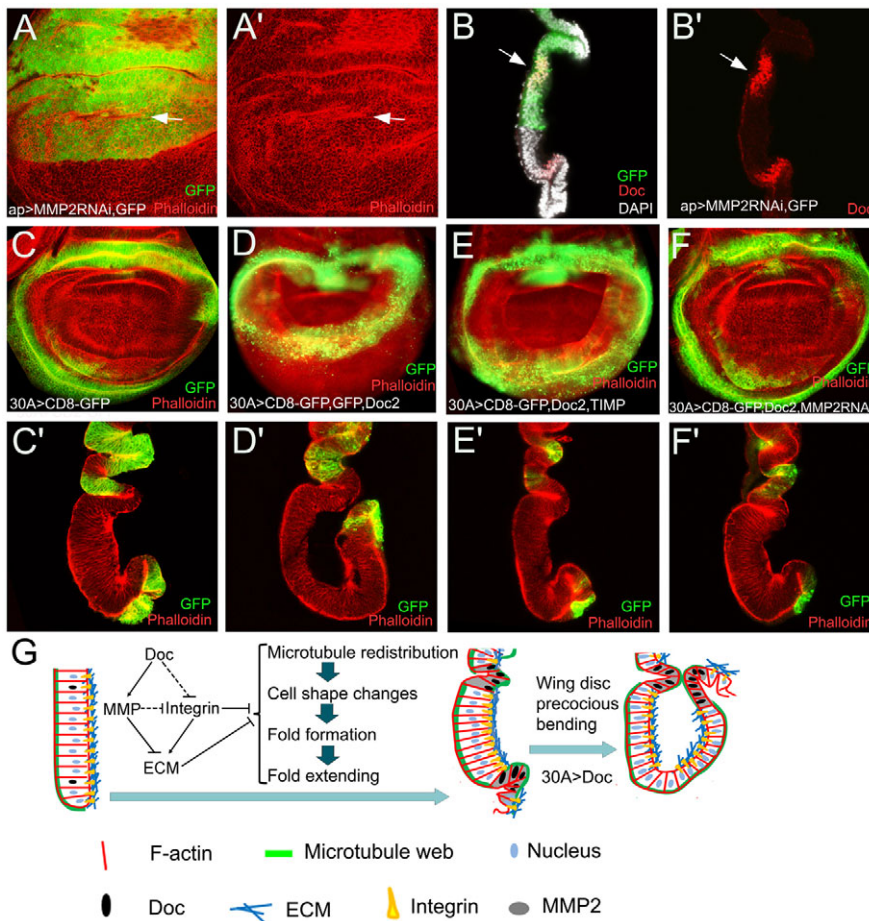 A
GFP
ap>MMP2RNAi,GFP
Phalloidin
A'
Phalloidin
B
GFP
Doc
DAPI
B'
ap>MMP2RNAi,GFP
Doc
C
GFP
30A>CD8-GFP
Phalloidin
D
GFP
Phalloidin
30A>CD8-GFP,GFP,Doc2
E
GFP
Phalloidin
30A>CD8-GFP,Doc2,TIMP
F
GFP
Phalloidin
30A>CD8-GFP,Doc2,MMP2RNA
C'
GFP
Phalloidin
D'
GFP
Phalloidin
E'
GFP
Phalloidin
F'
GFP
Phalloidin
G
Doc
MMP
Integrin
ECM
Microtubule redistribution
Cell shape changes
Fold formation
Fold extending
Wing disc
precocious
bending
30A>Doc
F-actin
Microtubule web
Nucleus
Doc
ECM
Integrin
MMP2